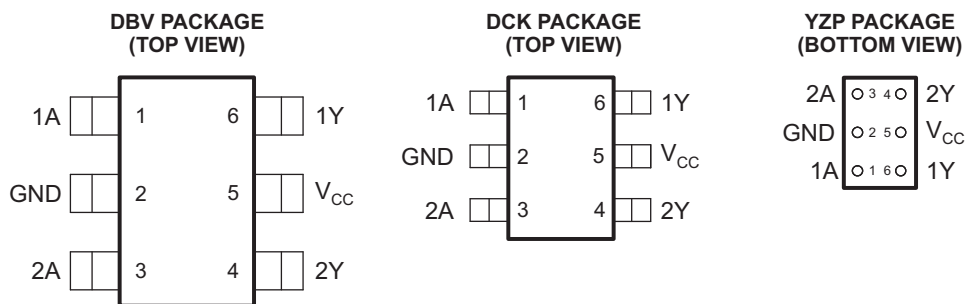 DBV PACKAGE
(TOP VIEW)
1A 1 6 1Y
GND 2 5 VCC
2A 3 4 2Y
DCK PACKAGE
(TOP VIEW)
1A 1 6 1Y
GND 2 5 VCC
2A 3 4 2Y
YZP PACKAGE
(BOTTOM VIEW)
2A 3 4 2Y
GND 2 5 VCC
1A 1 6 1Y